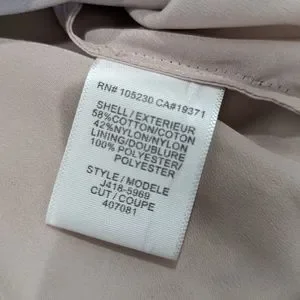 RN# 105230 CA#19371
SHELL / EXTERIEUR
58%COTTON/COTON
42%NYLON/NYLON
LINING/DOUBLURE
100% POLYESTER/
POLYESTER
STYLE / MODELE
J418-5969
CUT / COUPE
407081